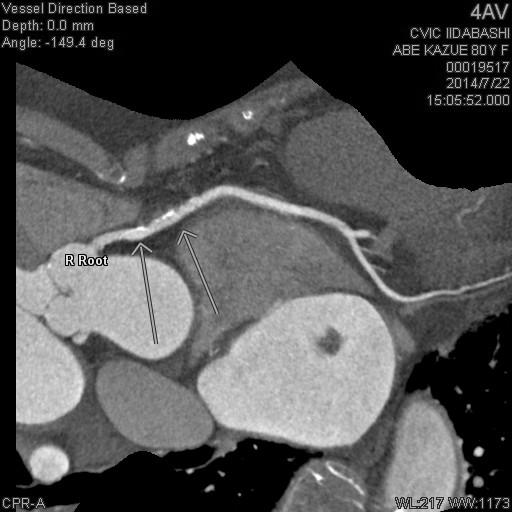 Vessel Direction Based
Depth: 0.0 mm
Angle: -149.4 deg
4AV
CVIC IIDABASHI
ABE KAZUE 80Y F
00019517
2014/7/22
15:05:52.000
R Root
CPR-A
WL:217 WW:1173